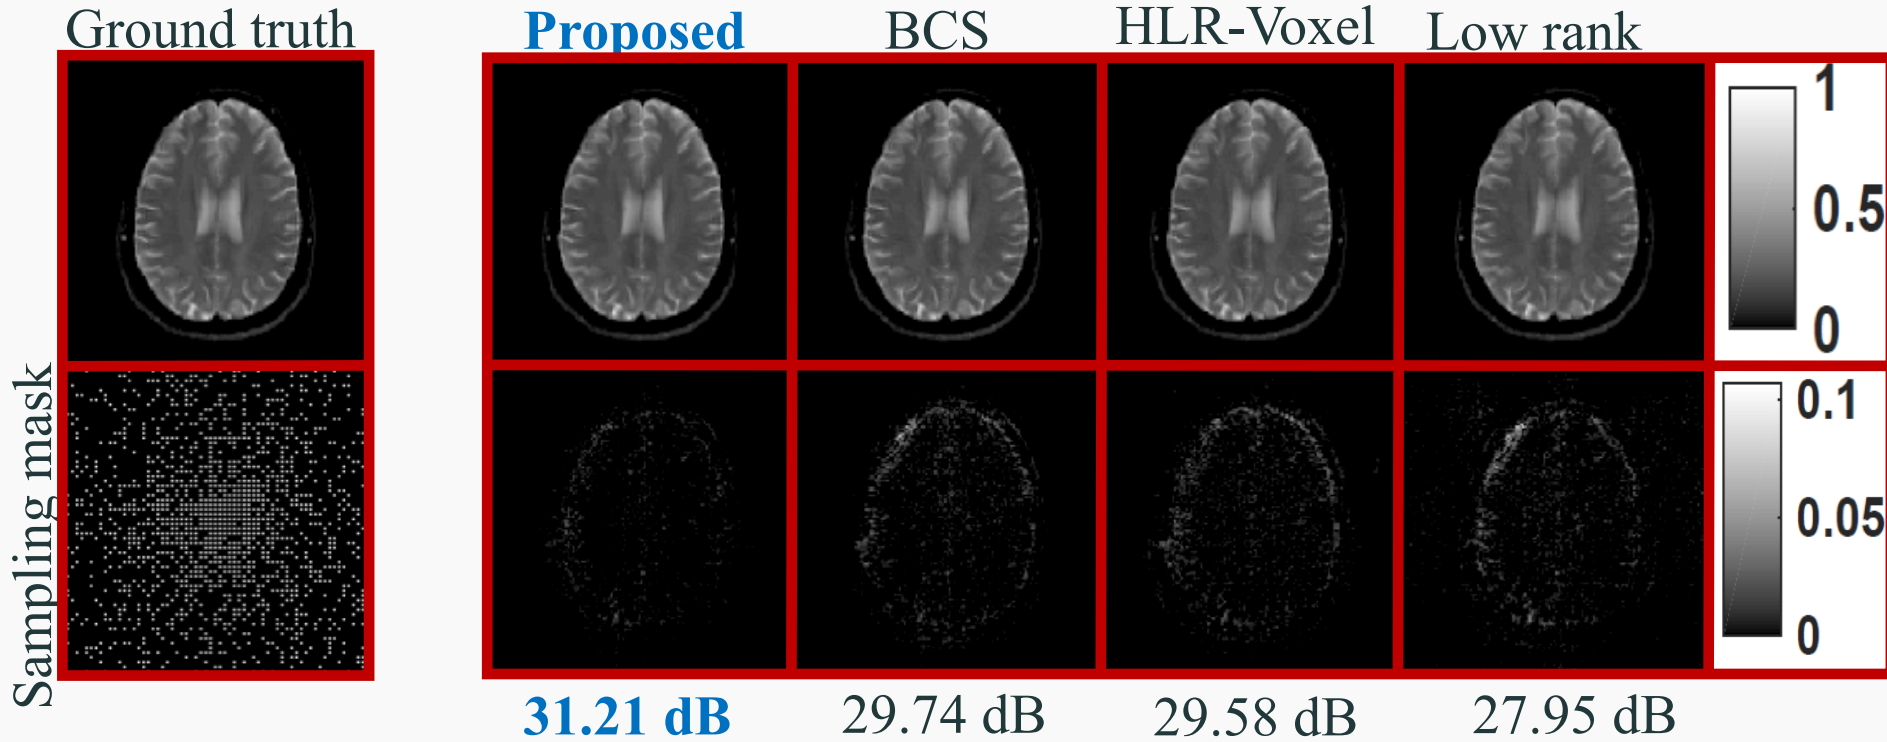 Ground truth
Proposed
BCS
HLR-Voxel
Low rank
1
0.5
0
Sampling mask
0.1
0.05
0
31.21 dB
29.74 dB
29.58 dB
27.95 dB